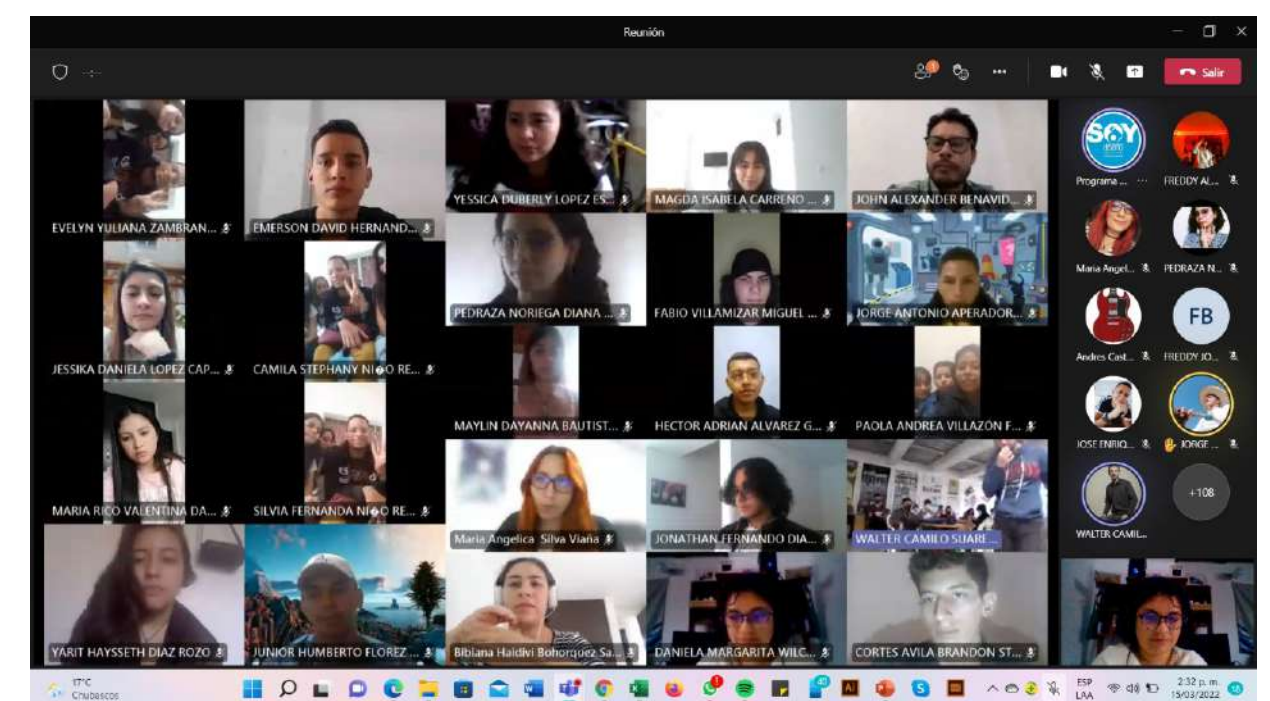 Reunión
-:-
1
Salir
SOY
Programa ...
FREDDY AL...
YESSICA DUBERLY LOPEZ ES...
MAGDA ISABELA CARREÑO ...
JOHN ALEXANDER BENAVID...
EVELYN YULIANA ZAMBRAN...
EMERSON DAVID HERNAND...
Maria Angel...
PEDRAZA N...
PEDRAZA NORIEGA DIANA ...
FABIO VILLAMIZAR MIGUEL ...
JORGE ANTONIO APERADOR...
FB
Andres Cast...
FREDDY JO...
JESSIKA DANIELA LOPEZ CAP...
CAMILA STEPHANY NI�O RE...
MAYLIN DAYANNA BAUTIST...
HECTOR ADRIAN ALVAREZ G...
PAOLA ANDREA VILLAZÓN F...
JOSE ENRIQ...
JORGE ...
+108
MARIA RICO VALENTINA DA...
SILVIA FERNANDA NI�O RE...
Maria Angelica Silva Viaña
JONATHAN FERNANDO DIA...
WALTER CAMILO SUARE...
WALTER CAMIL...
YARIT HAYSSETH DIAZ ROZO
JUNIOR HUMBERTO FLOREZ ...
Bibiana Haidivi Bohorquez Sa...
DANIELA MARGARITA WILC...
CORTES AVILA BRANDON ST...
17°C
Chubascos
ESP
LAA
2:32 p. m.
15/03/2022